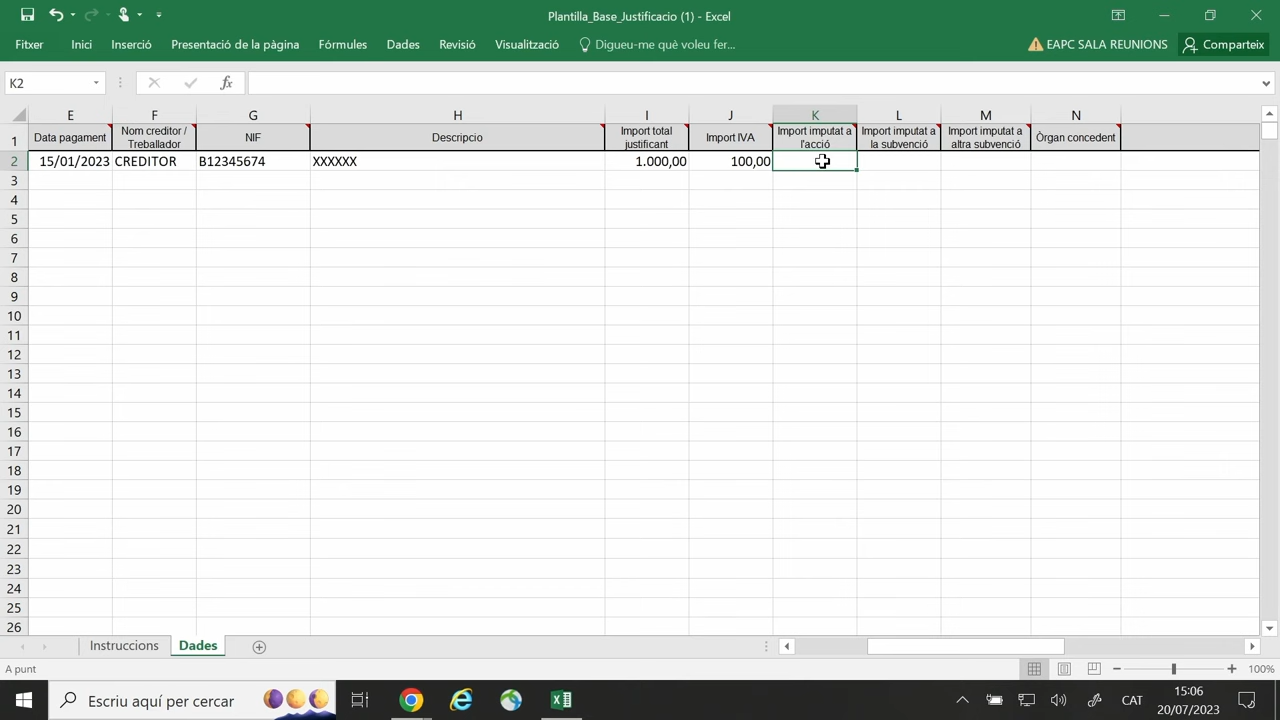 Plantilla_Base_Justificacio (1) - Excel
Fitxer Inici Inserció Presentació de la pàgina Fórmules Dades Revisió Visualització Digueu-me què voleu fer... EAPC SALA REUNIONS Comparteix
K2 fx
E F G H I J K L M N
1 Data pagament Nom creditor / Treballador NIF Descripcio Import total justificant Import IVA Import imputat a l'acció Import imputat a la subvenció Import imputat a altra subvenció Òrgan concedent
2 15/01/2023 CREDITOR B12345674 XXXXXX 1.000,00 100,00
3
4
5
6
7
8
9
10
11
12
13
14
15
16
17
18
19
20
21
22
23
24
25
26
Instruccions Dades
A punt 100%
Escriu aquí per cercar CAT 15:06
20/07/2023